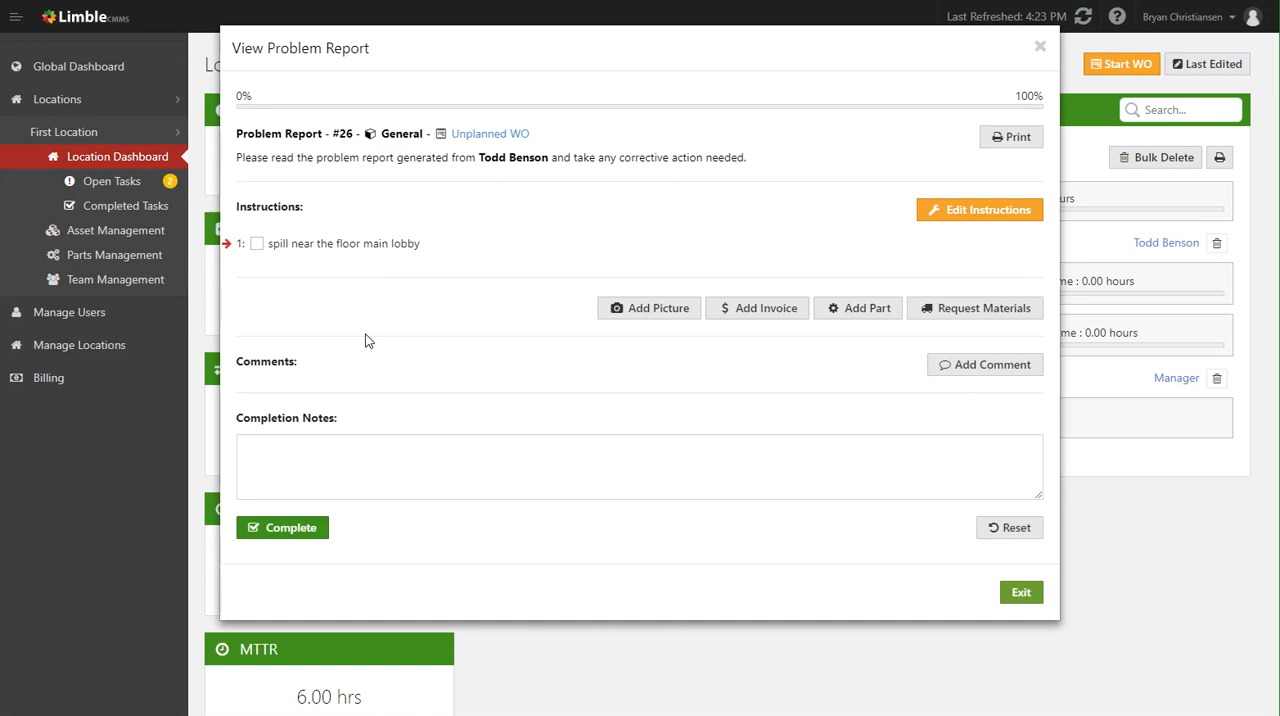 LimbleCMMS
Last Refreshed: 4:23 PM
Bryan Christiansen
Global Dashboard
Locations
First Location
Location Dashboard
Open Tasks 2
Completed Tasks
Asset Management
Parts Management
Team Management
Manage Users
Manage Locations
Billing
View Problem Report
0% 100%
Problem Report - #26 - General - Unplanned WO
Print
Please read the problem report generated from Todd Benson and take any corrective action needed.
Instructions:
Edit Instructions
1: spill near the floor main lobby
Add Picture Add Invoice Add Part Request Materials
Comments:
Add Comment
Completion Notes:
Complete
Reset
Exit
Start WO Last Edited
Search...
Bulk Delete
urs
Todd Benson
me : 0.00 hours
me : 0.00 hours
Manager
MTTR
6.00 hrs